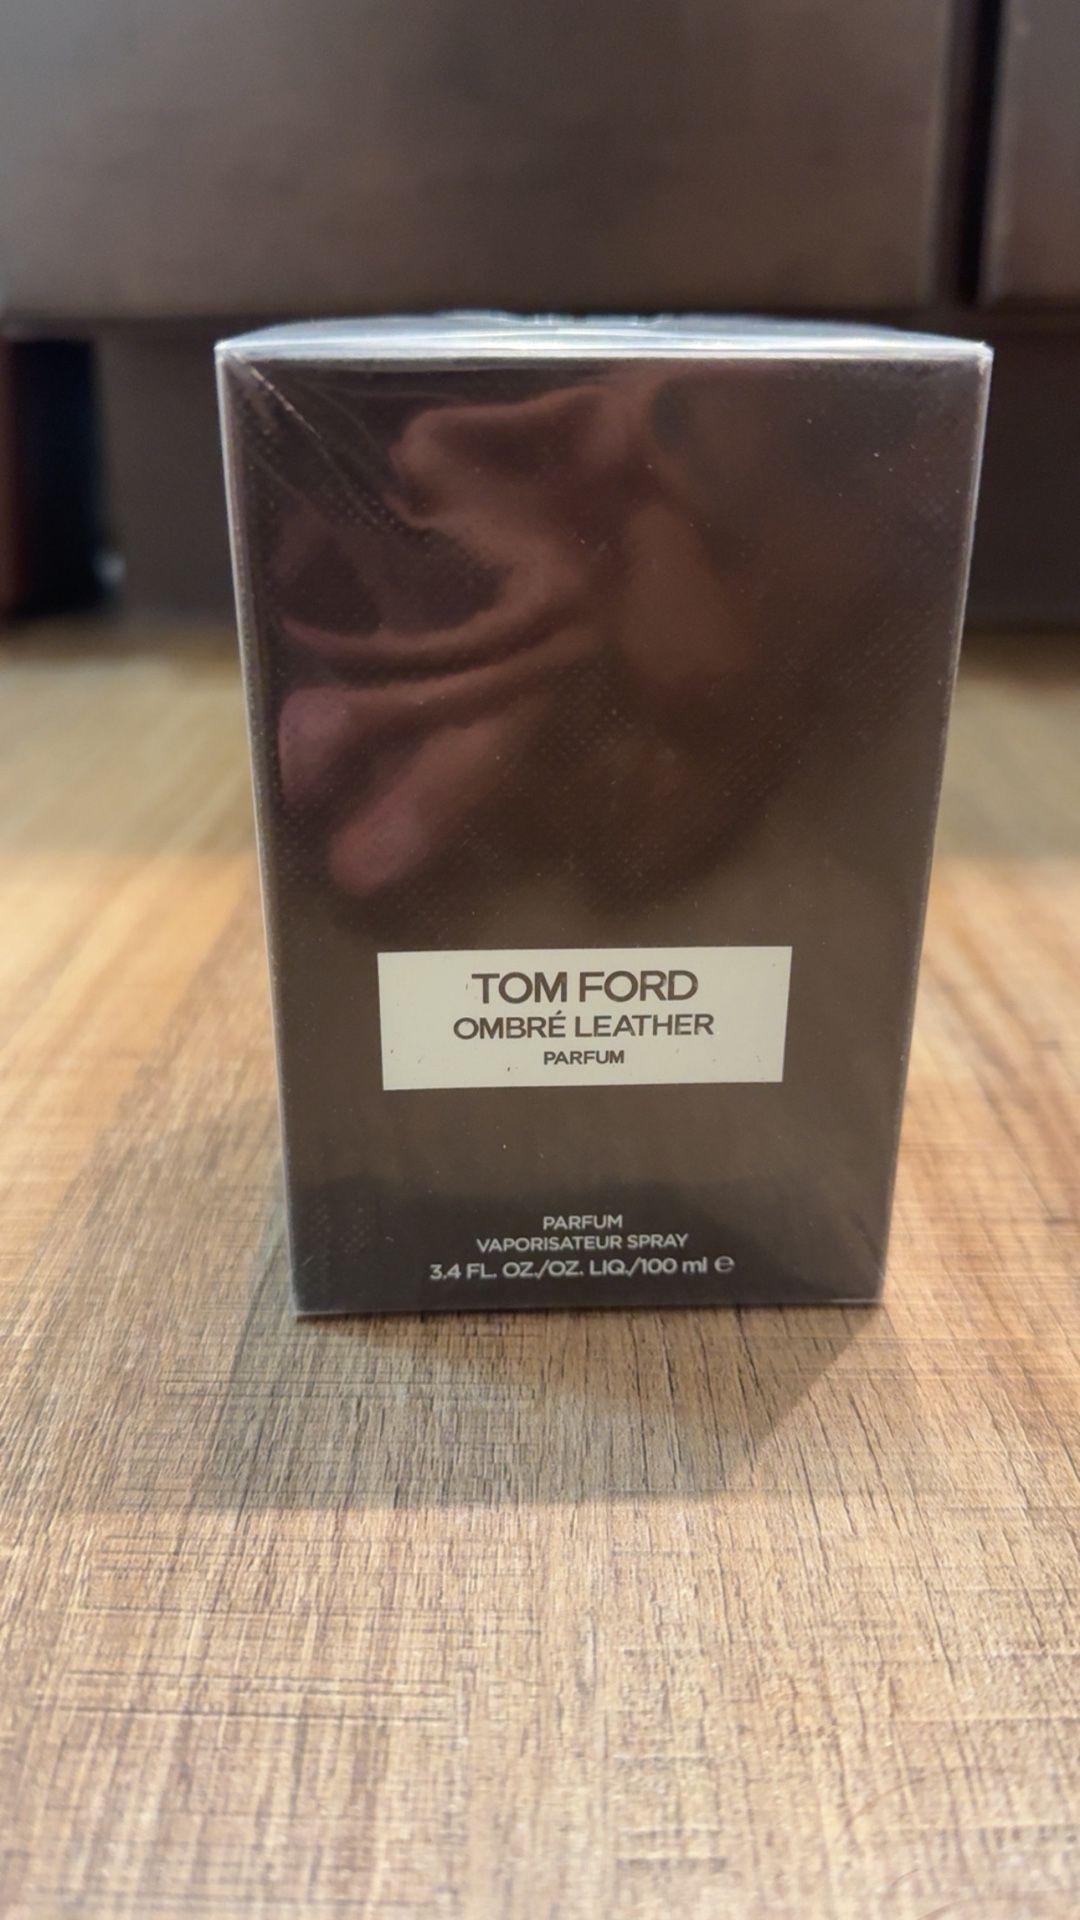 TOM FORD
OMBRÉ LEATHER
PARFUM
PARFUM
VAPORISATEUR SPRAY
3.4 FL. OZ./OZ. LIQ./100 ml ℮